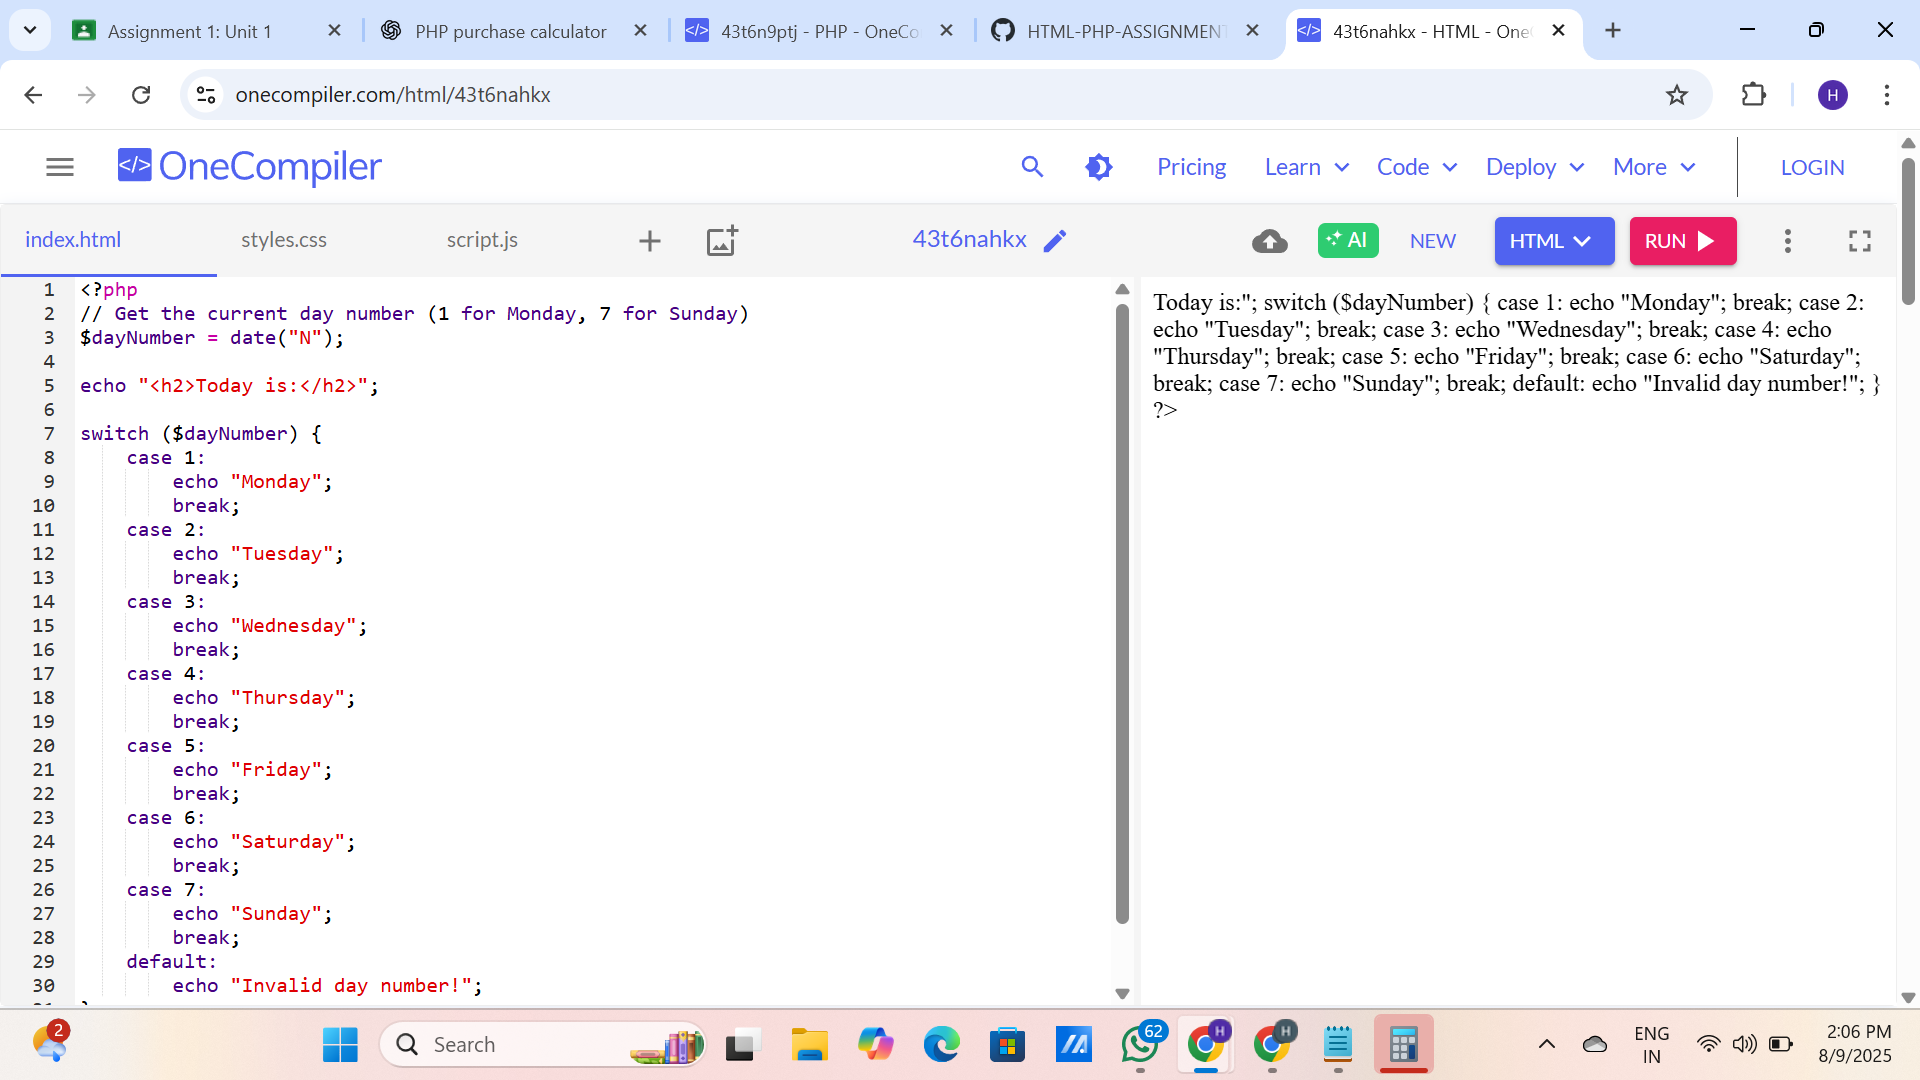 Assignment 1: Unit 1
PHP purchase calculator
43t6n9ptj - PHP - OneCo
HTML-PHP-ASSIGNMENT
43t6nahkx - HTML - One
onecompiler.com/html/43t6nahkx
H
</> OneCompiler
Pricing
Learn
Code
Deploy
More
LOGIN
index.html
styles.css
script.js
43t6nahkx
AI
NEW
HTML
RUN
1 <?php
2 // Get the current day number (1 for Monday, 7 for Sunday)
3 $dayNumber = date("N");
4
5 echo "<h2>Today is:</h2>";
6
7 switch ($dayNumber) {
8 case 1:
9 echo "Monday";
10 break;
11 case 2:
12 echo "Tuesday";
13 break;
14 case 3:
15 echo "Wednesday";
16 break;
17 case 4:
18 echo "Thursday";
19 break;
20 case 5:
21 echo "Friday";
22 break;
23 case 6:
24 echo "Saturday";
25 break;
26 case 7:
27 echo "Sunday";
28 break;
29 default:
30 echo "Invalid day number!";
Today is:"; switch ($dayNumber) { case 1: echo "Monday"; break; case 2:
echo "Tuesday"; break; case 3: echo "Wednesday"; break; case 4: echo
"Thursday"; break; case 5: echo "Friday"; break; case 6: echo "Saturday";
break; case 7: echo "Sunday"; break; default: echo "Invalid day number!"; }
?>
2
Search
62
H
H
ENG
IN
2:06 PM
8/9/2025